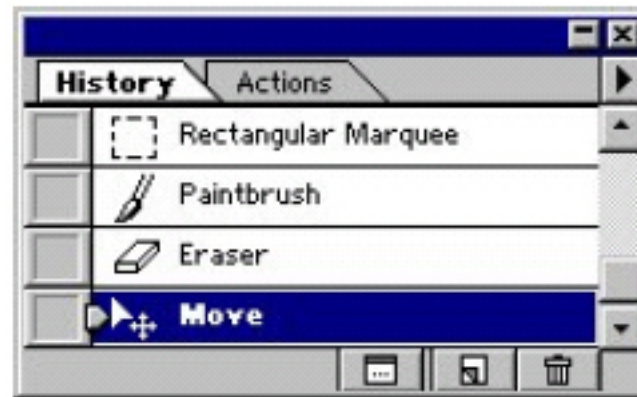 History Actions
Rectangular Marquee
Paintbrush
Eraser
Move